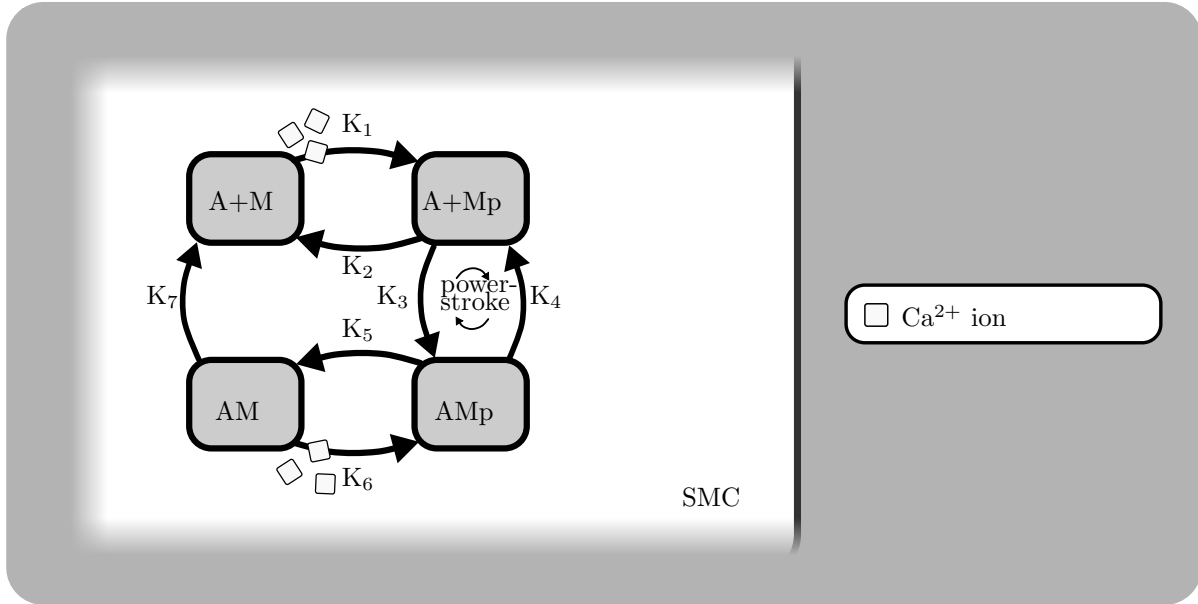 K₁
A+M
A+Mp
K₂
K₇
K₃
power-
stroke
K₄
K₅
AM
AMp
K₆
SMC
Ca²⁺ ion